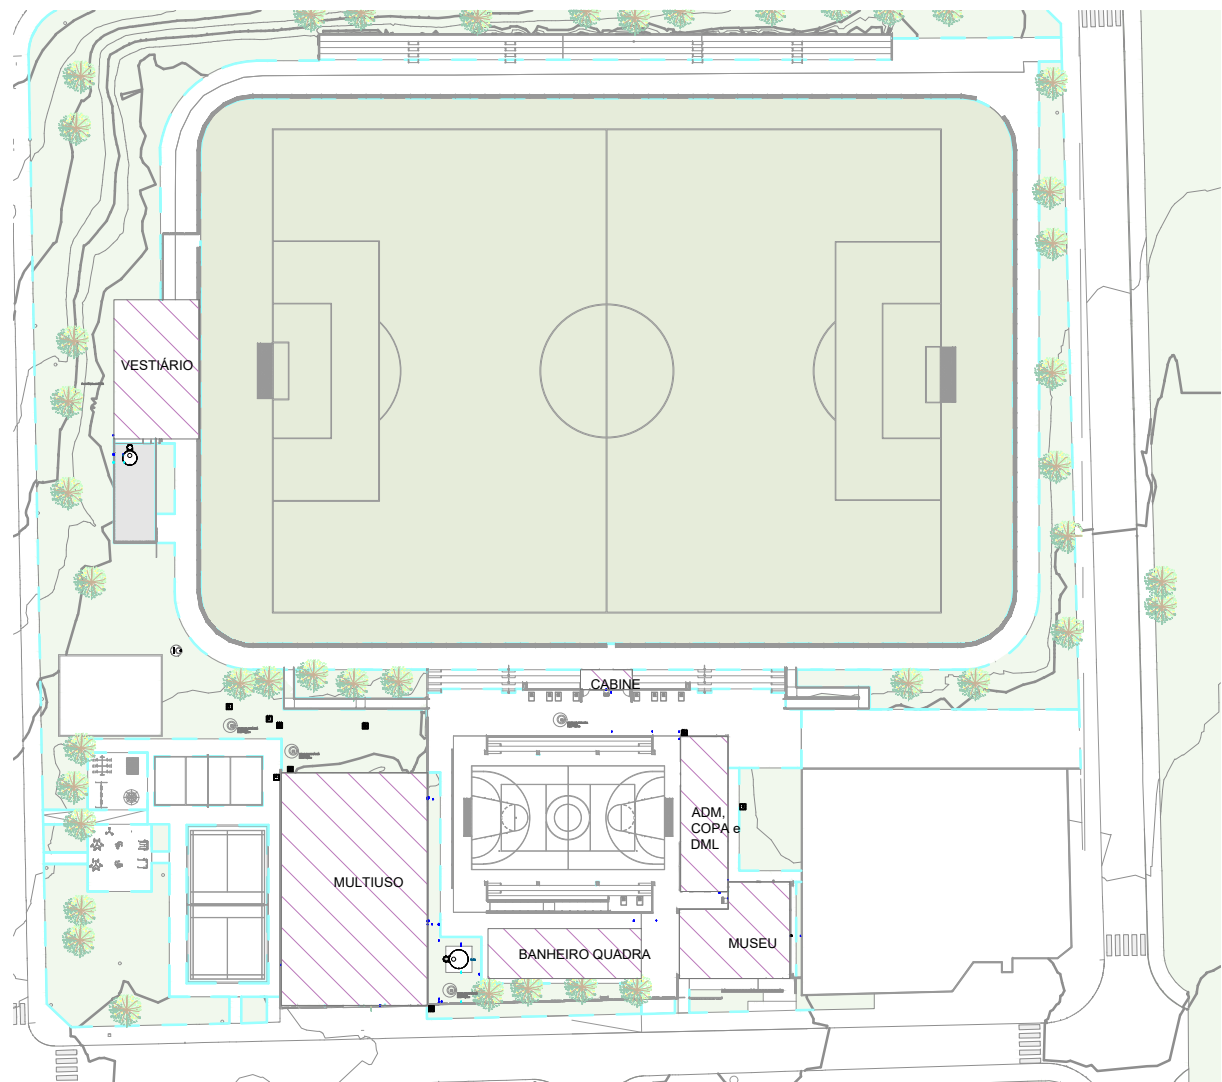 VESTIÁRIO
CABINE
ADM,
COPA e
DML
MULTIUSO
MUSEU
BANHEIRO QUADRA